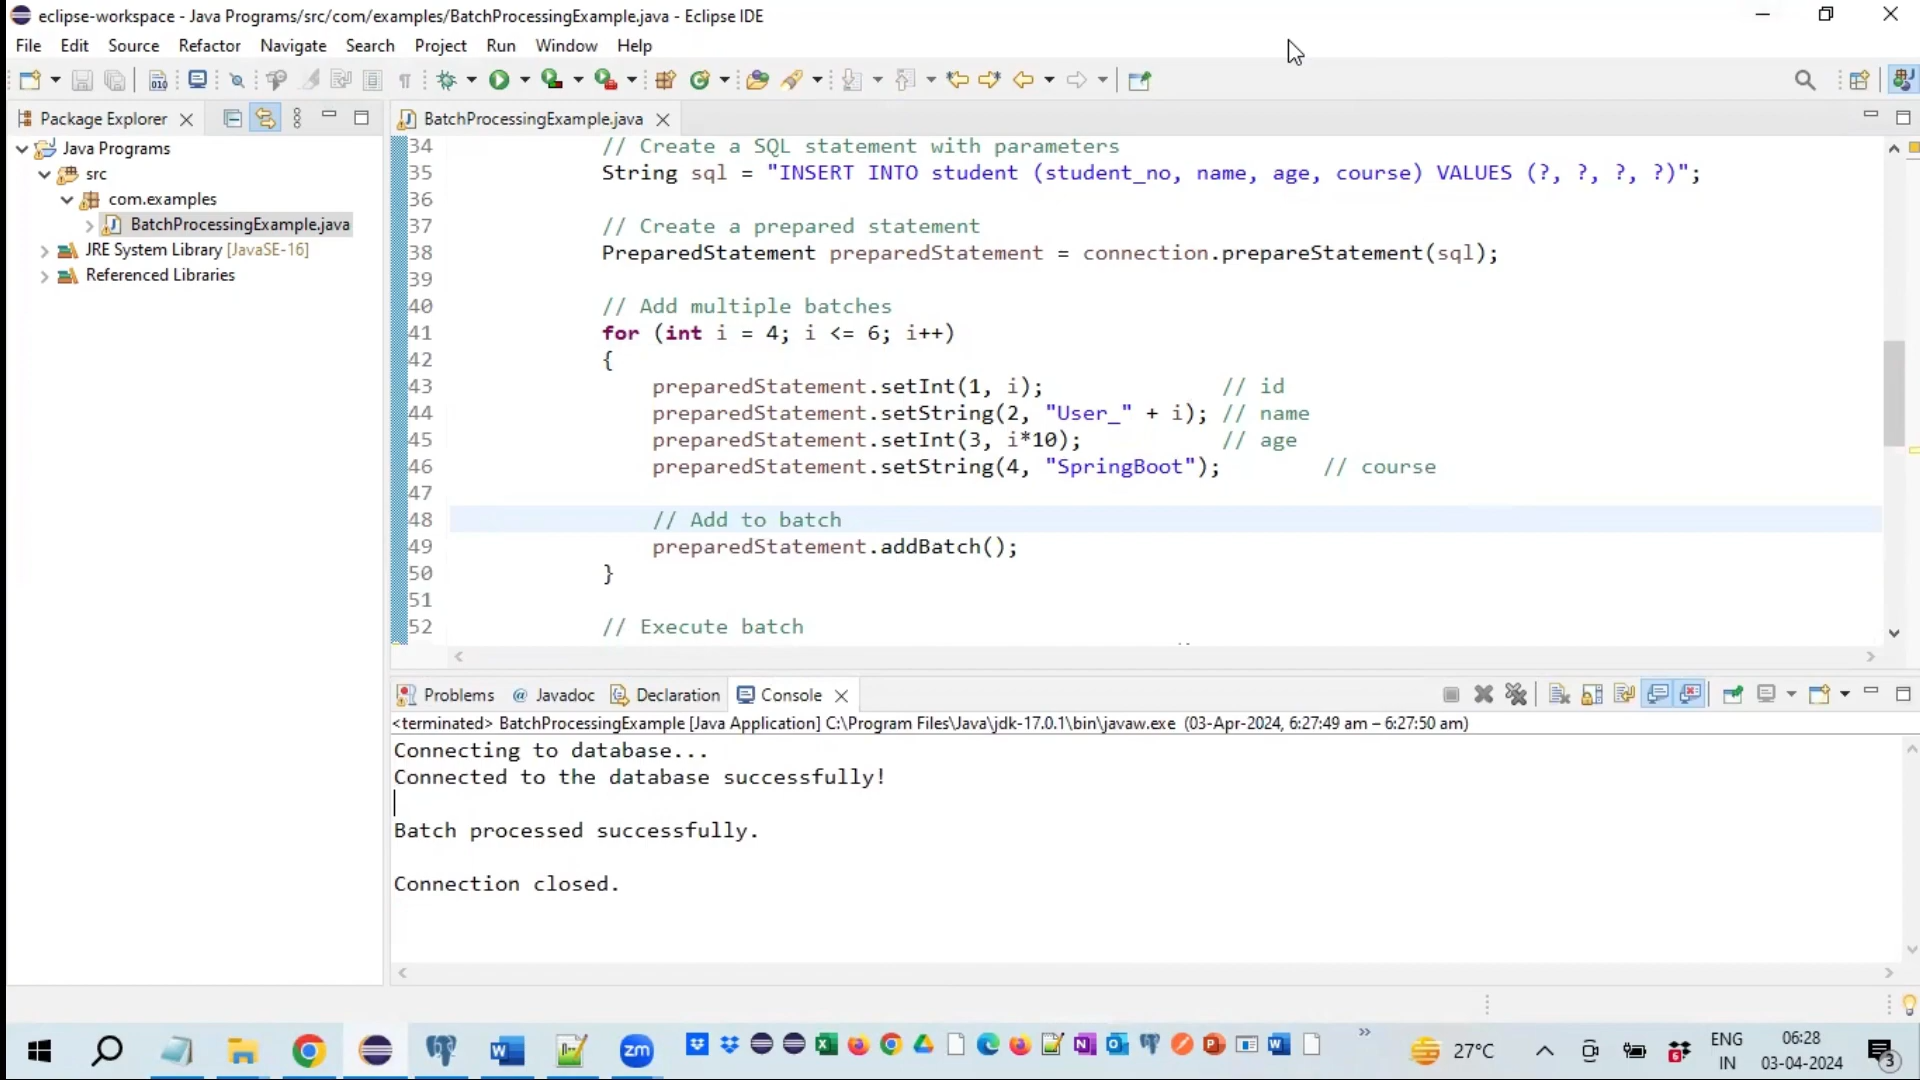 eclipse-workspace - Java Programs/src/com/examples/BatchProcessingExample.java - Eclipse IDE
File Edit Source Refactor Navigate Search Project Run Window Help
Package Explorer
Java Programs
src
com.examples
BatchProcessingExample.java
JRE System Library [JavaSE-16]
Referenced Libraries
BatchProcessingExample.java
34 // Create a SQL statement with parameters
35 String sql = "INSERT INTO student (student_no, name, age, course) VALUES (?, ?, ?, ?)";
36
37 // Create a prepared statement
38 PreparedStatement preparedStatement = connection.prepareStatement(sql);
39
40 // Add multiple batches
41 for (int i = 4; i <= 6; i++)
42 {
43 preparedStatement.setInt(1, i); // id
44 preparedStatement.setString(2, "User_" + i); // name
45 preparedStatement.setInt(3, i*10); // age
46 preparedStatement.setString(4, "SpringBoot"); // course
47
48 // Add to batch
49 preparedStatement.addBatch();
50 }
51
52 // Execute batch
Problems @ Javadoc Declaration Console
<terminated> BatchProcessingExample [Java Application] C:\Program Files\Java\jdk-17.0.1\bin\javaw.exe (03-Apr-2024, 6:27:49 am – 6:27:50 am)
Connecting to database...
Connected to the database successfully!
Batch processed successfully.
Connection closed.
zm
27°C
ENG
IN
06:28
03-04-2024
3